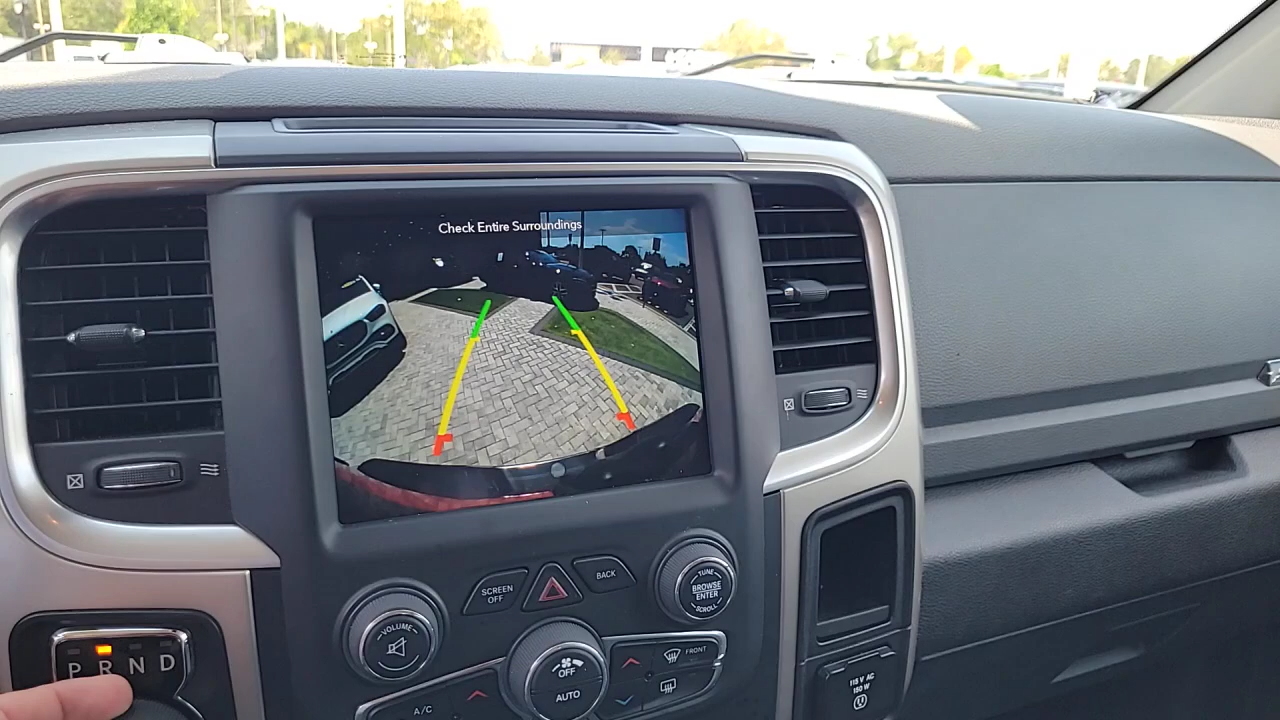 Check Entire Surroundings
SCREEN
OFF
BACK
TUNE
BROWSE
ENTER
SCROLL
VOLUME
FRONT
OFF
AUTO
P R N D
A/C
115 V AC
150 W